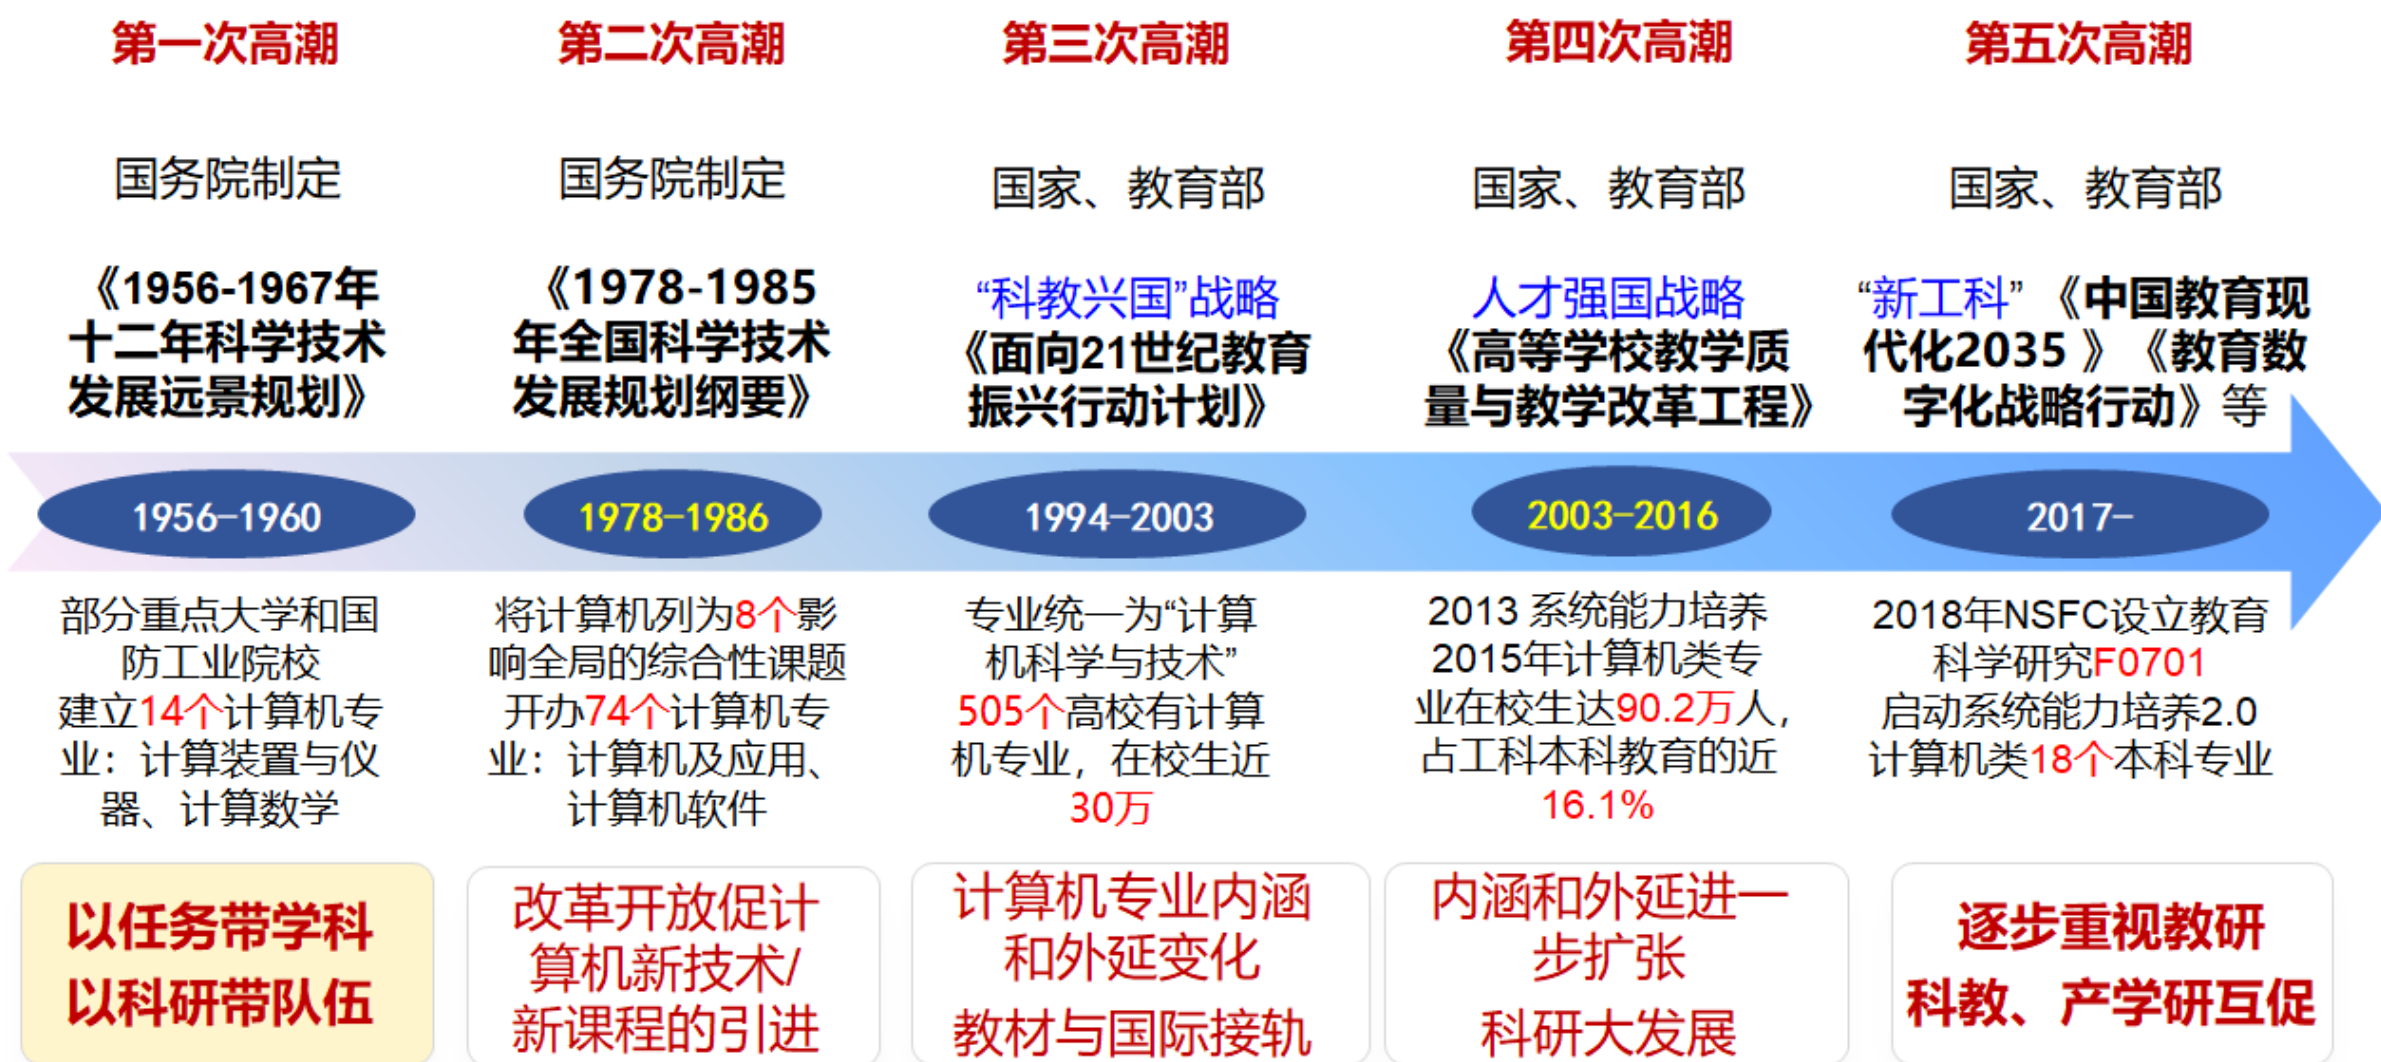 第一次高潮
国务院制定
《1956-1967年
十二年科学技术
发展远景规划》
1956–1960
部分重点大学和国
防工业院校
建立14个计算机专
业：计算装置与仪
器、计算数学
以任务带学科
以科研带队伍
第二次高潮
国务院制定
《1978-1985
年全国科学技术
发展规划纲要》
1978–1986
将计算机列为8个影
响全局的综合性课题
开办74个计算机专
业：计算机及应用、
计算机软件
改革开放促计
算机新技术/
新课程的引进
第三次高潮
国家、教育部
“科教兴国”战略
《面向21世纪教育
振兴行动计划》
1994–2003
专业统一为“计算
机科学与技术”
505个高校有计算
机专业，在校生近
30万
计算机专业内涵
和外延变化
教材与国际接轨
第四次高潮
国家、教育部
人才强国战略
《高等学校教学质
量与教学改革工程》
2003–2016
2013 系统能力培养
2015年计算机类专
业在校生达90.2万人，
占工科本科教育的近
16.1%
内涵和外延进一
步扩张
科研大发展
第五次高潮
国家、教育部
“新工科” 《中国教育现
代化2035 》《教育数
字化战略行动》等
2017–
2018年NSFC设立教育
科学研究F0701
启动系统能力培养2.0
计算机类18个本科专业
逐步重视教研
科教、产学研互促